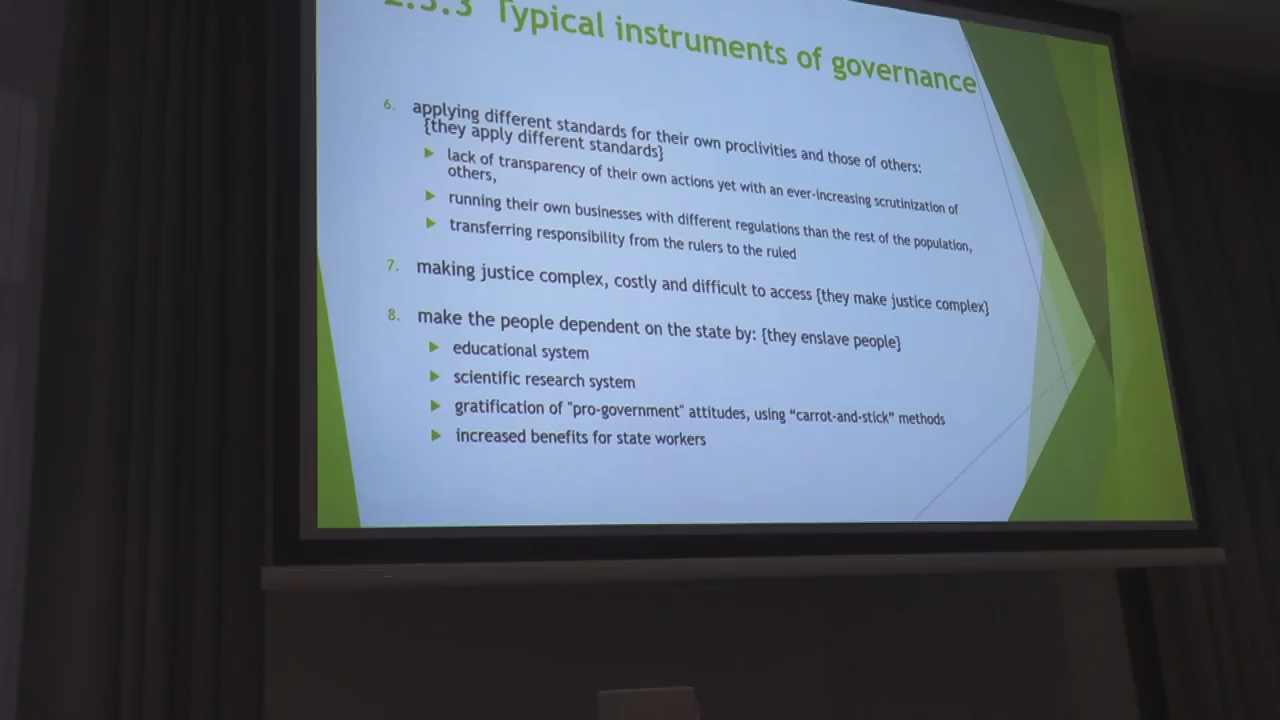 2.3.3 Typical instruments of governance
6. applying different standards for their own proclivities and those of others:
{they apply different standards}
lack of transparency of their own actions yet with an ever-increasing scrutinization of
others,
running their own businesses with different regulations than the rest of the population,
transferring responsibility from the rulers to the ruled
7. making justice complex, costly and difficult to access {they make justice complex}
8. make the people dependent on the state by: {they enslave people}
educational system
scientific research system
gratification of "pro-government" attitudes, using “carrot-and-stick” methods
increased benefits for state workers